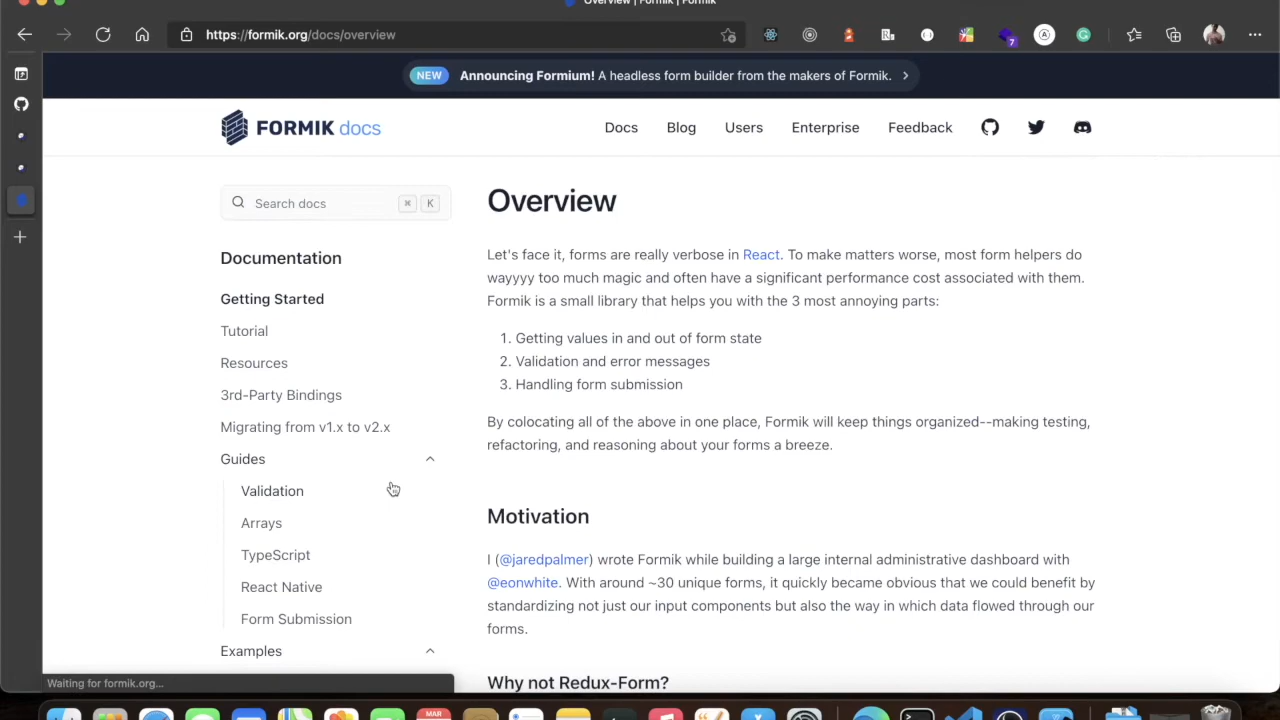 Overview | Formik | Formik
https://formik.org/docs/overview
7
NEW Announcing Formium! A headless form builder from the makers of Formik.
FORMIK docs
Docs Blog Users Enterprise Feedback
Search docs ⌘ K
Documentation
Getting Started
Tutorial
Resources
3rd-Party Bindings
Migrating from v1.x to v2.x
Guides
Validation
Arrays
TypeScript
React Native
Form Submission
Examples
Overview
Let's face it, forms are really verbose in React. To make matters worse, most form helpers do
wayyyy too much magic and often have a significant performance cost associated with them.
Formik is a small library that helps you with the 3 most annoying parts:
1. Getting values in and out of form state
2. Validation and error messages
3. Handling form submission
By colocating all of the above in one place, Formik will keep things organized--making testing,
refactoring, and reasoning about your forms a breeze.
Motivation
I (@jaredpalmer) wrote Formik while building a large internal administrative dashboard with
@eonwhite. With around ~30 unique forms, it quickly became obvious that we could benefit by
standardizing not just our input components but also the way in which data flowed through our
forms.
Why not Redux-Form?
Waiting for formik.org...
MAR